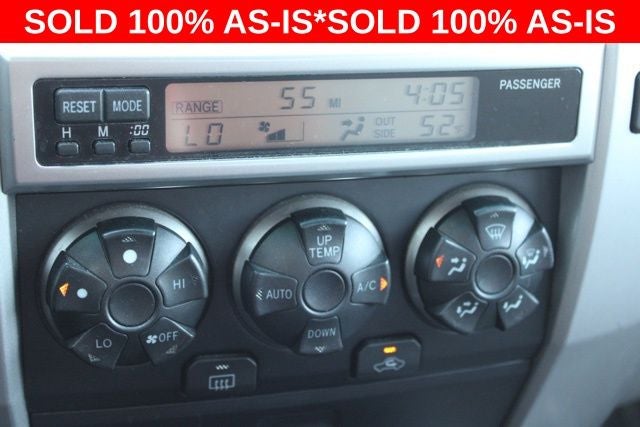 SOLD 100% AS-IS*SOLD 100% AS-IS
RESET MODE
H M :00
RANGE 55 MI 4:05
LO OUT SIDE 52°F
PASSENGER
UP TEMP
AUTO A/C
DOWN
HI
LO OFF